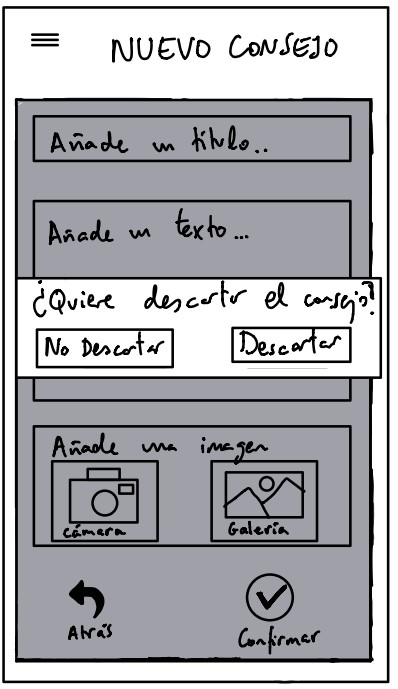 NUEVO CONSEJO
Añade un título..
Añade un texto...
¿Quiere descartar el consejo?
No Descartar
Descartar
Añade una imagen
cámara
Galería
Atrás
Confirmar